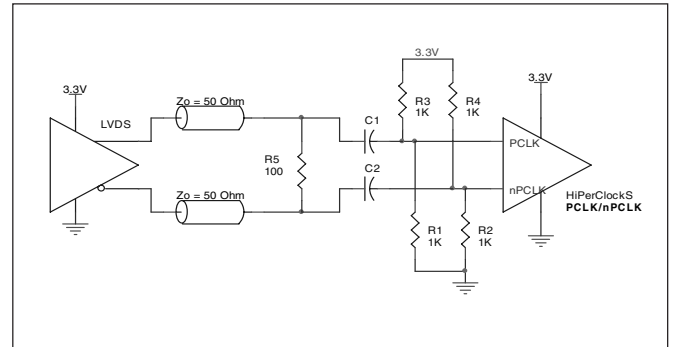 3.3V
3.3V
3.3V
Zo = 50 Ohm
LVDS
C1
R3
1K
R4
1K
PCLK
R5
100
C2
Zo = 50 Ohm
nPCLK
HiPerClockS
PCLK/nPCLK
R1
1K
R2
1K